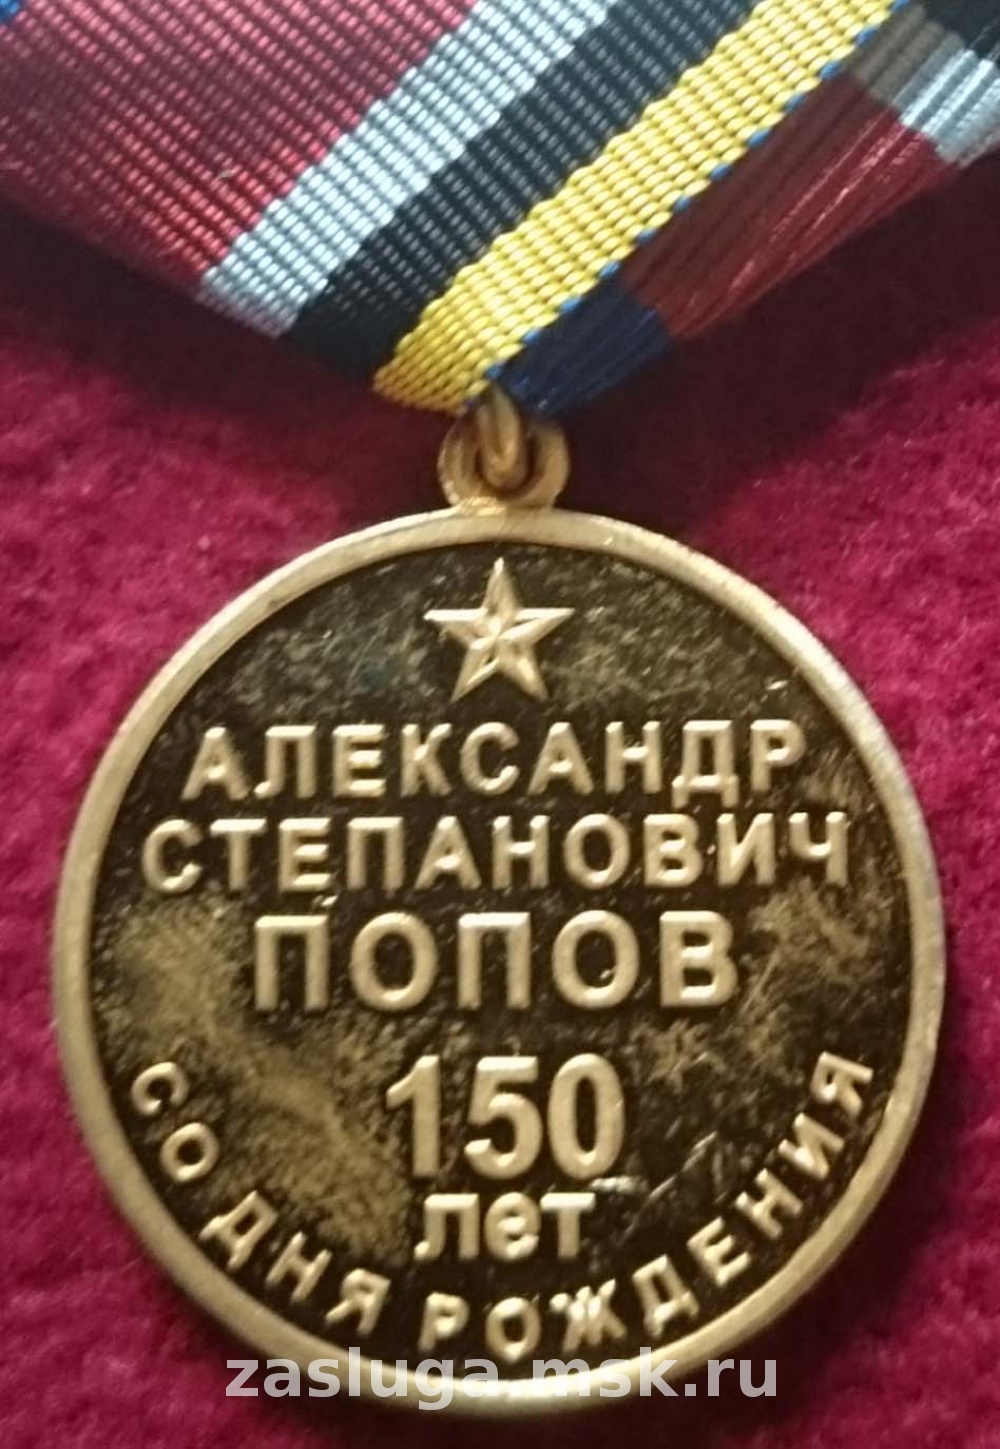 АЛЕКСАНДР
СТЕПАНОВИЧ
ПОПОВ
150
лет
СО ДНЯ РОЖДЕНИЯ
zasluga.msk.ru